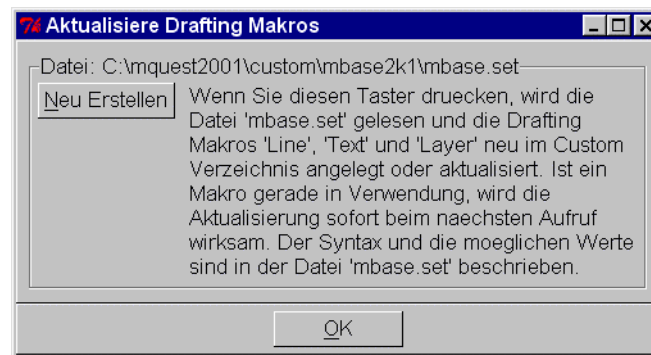 Aktualisiere Drafting Makros
Datei: C:\mquest2001\custom\mbase2k1\mbase.set
Neu Erstellen
Wenn Sie diesen Taster druecken, wird die
Datei 'mbase.set' gelesen und die Drafting
Makros 'Line', 'Text' und 'Layer' neu im Custom
Verzeichnis angelegt oder aktualisiert. Ist ein
Makro gerade in Verwendung, wird die
Aktualisierung sofort beim naechsten Aufruf
wirksam. Der Syntax und die moeglichen Werte
sind in der Datei 'mbase.set' beschrieben.
OK